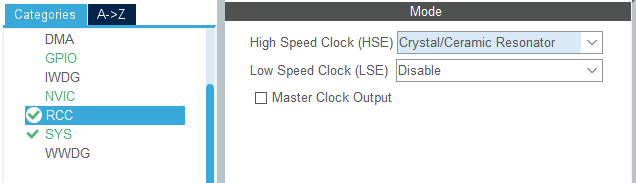 Categories A->Z
DMA
GPIO
IWDG
NVIC
RCC
SYS
WWDG
Mode
High Speed Clock (HSE) Crystal/Ceramic Resonator
Low Speed Clock (LSE) Disable
Master Clock Output